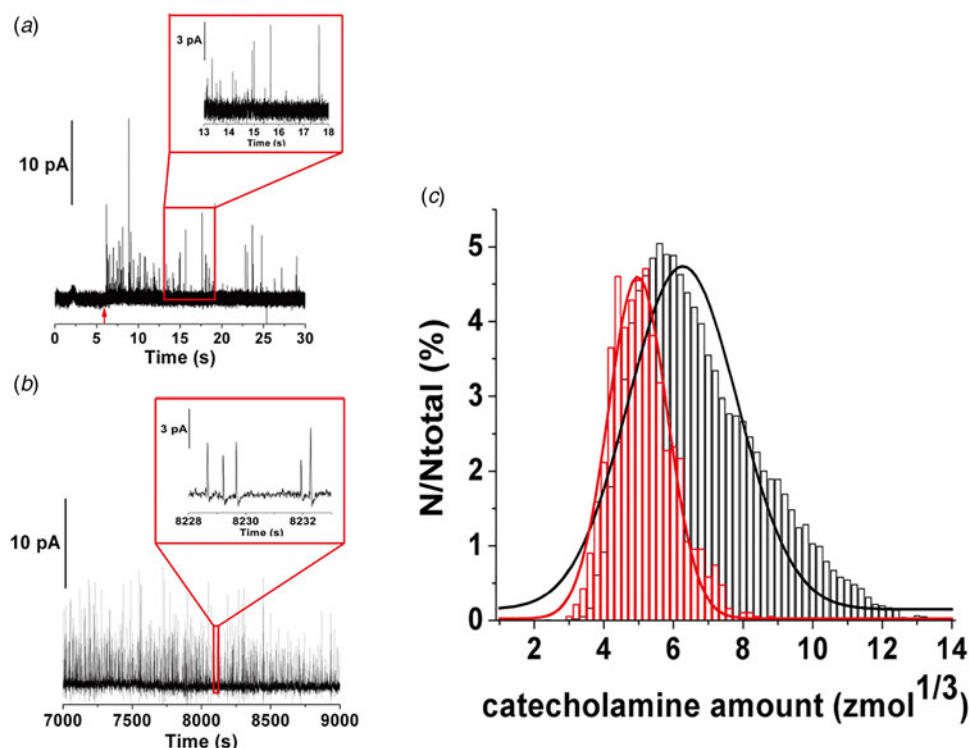 (a)
3 pA
13 14 15 16 17 18
Time (s)
10 pA
0 5 10 15 20 25 30
Time (s)
(b)
3 pA
8228 8230 8232
Time (s)
10 pA
7000 7500 8000 8500 9000
Time (s)
(c)
5
4
3
2
1
0
N/Ntotal (%)
2 4 6 8 10 12 14
catecholamine amount (zmol^1/3)